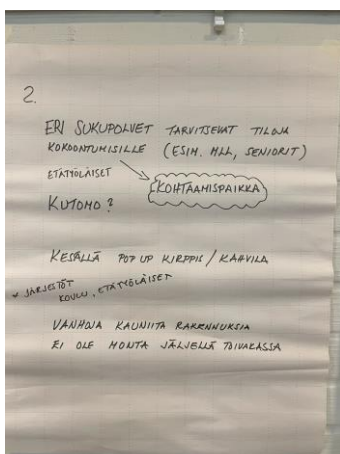 2.
ERI SUKUPOLVET TARVITSEVAT TILOJA
KOKOONTUMISILLE (ESIM. MLL, SENIORIT)
ETÄTYÖLÄISET
KOHTAAMISPAIKKA
KUTOMO?
KESÄLLÄ POP UP KIRPPIS/KAHVILA
JÄRJESTÖT
KOULU, ETÄTYÖLÄISET
VANHOJA KAUNIITA RAKENNUKSIA
EI OLE MONTA JÄLJELLÄ TOIVAKASSA